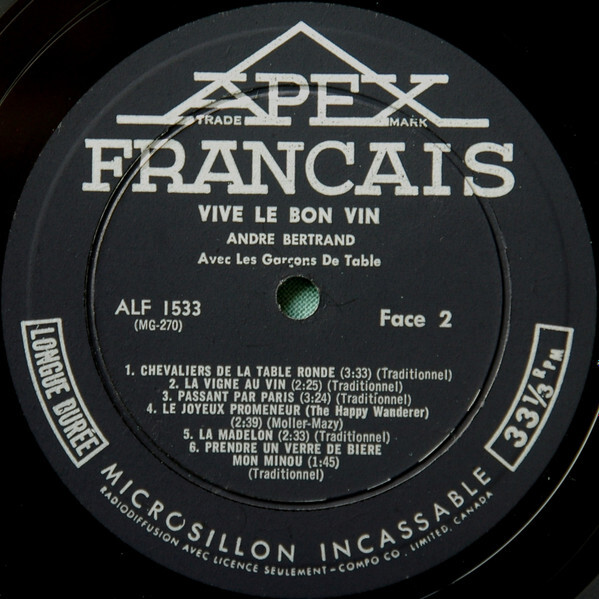 APEX
TRADE MARK
FRANCAIS
VIVE LE BON VIN
ANDRE BERTRAND
Avec Les Garçons De Table
ALF 1533
(MG-270)
Face 2
1. CHEVALIERS DE LA TABLE RONDE (3:33) (Traditionnel)
2. LA VIGNE AU VIN (2:25) (Traditionnel)
3. PASSANT PAR PARIS (3:24) (Traditionnel)
4. LE JOYEUX PROMENEUR (The Happy Wanderer)
(2:39) (Moller-Mazy)
5. LA MADELON (2:33) (Traditionnel)
6. PRENDRE UN VERRE DE BIERE
MON MINOU (1:45)
(Traditionnel)
LONGUE DURÉE
33 1/3 R.P.M.
MICROSILLON INCASSABLE
RADIODIFFUSION AVEC LICENCE SEULEMENT-COMPO CO., LIMITED, CANADA